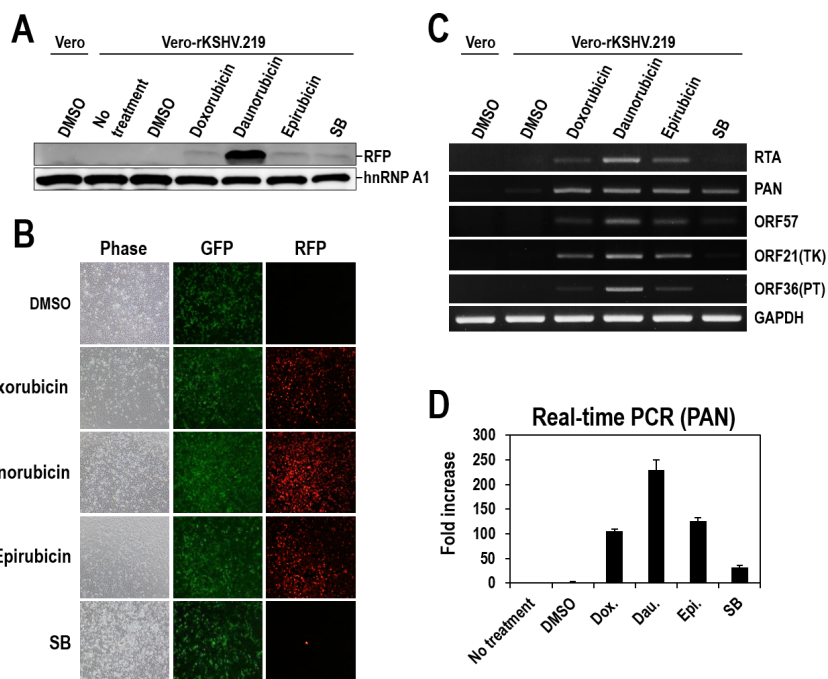 A
Vero
Vero-rKSHV.219
DMSO
No treatment
DMSO
Doxorubicin
Daunorubicin
Epirubicin
SB
RFP
hnRNP A1
B
Phase
GFP
RFP
DMSO
xorubicin
norubicin
Epirubicin
SB
C
Vero
Vero-rKSHV.219
DMSO
DMSO
Doxorubicin
Daunorubicin
Epirubicin
SB
RTA
PAN
ORF57
ORF21(TK)
ORF36(PT)
GAPDH
D
Real-time PCR (PAN)
Fold increase
300
250
200
150
100
50
0
No treatment
DMSO
Dox.
Dau.
Epi.
SB